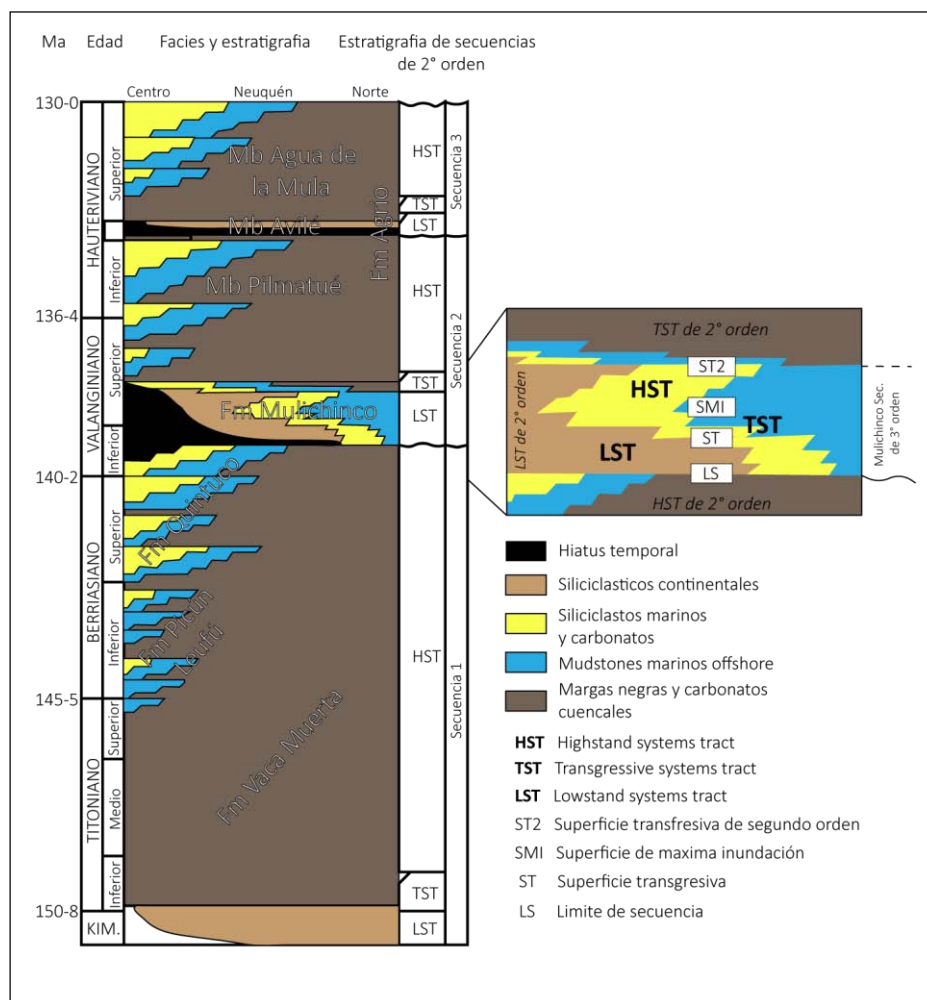 Ma Edad Facies y estratigrafia Estratigrafia de secuencias
de 2° orden
Centro Neuquén Norte
130-0
136-4
140-2
145-5
150-8
HAUTERIVIANO
VALANGINIANO
BERRIASIANO
TITONIANO
KIM.
Superior
Inferior
Superior
Inferior
Superior
Inferior
Superior
Medio
Inferior
Mb Agua de
la Mula
Mb Avilé
Fm Agrio
Mb Pilmatué
Fm Mulichinco
Fm Quintuco
Fm Picún
Leufú
Fm Vaca Muerta
HST
TST
LST
HST
TST
LST
HST
TST
LST
Secuencia 3
Secuencia 2
Secuencia 1
TST de 2° orden
LST de 2° orden
HST
ST2
SMI
TST
ST
LST
LS
HST de 2° orden
Mulichinco Sec.
de 3° orden
Hiatus temporal
Siliciclasticos continentales
Siliciclastos marinos
y carbonatos
Mudstones marinos offshore
Margas negras y carbonatos
cuencales
HST Highstand systems tract
TST Transgressive systems tract
LST Lowstand systems tract
ST2 Superficie transfresiva de segundo orden
SMI Superficie de maxima inundación
ST Superficie transgresiva
LS Limite de secuencia